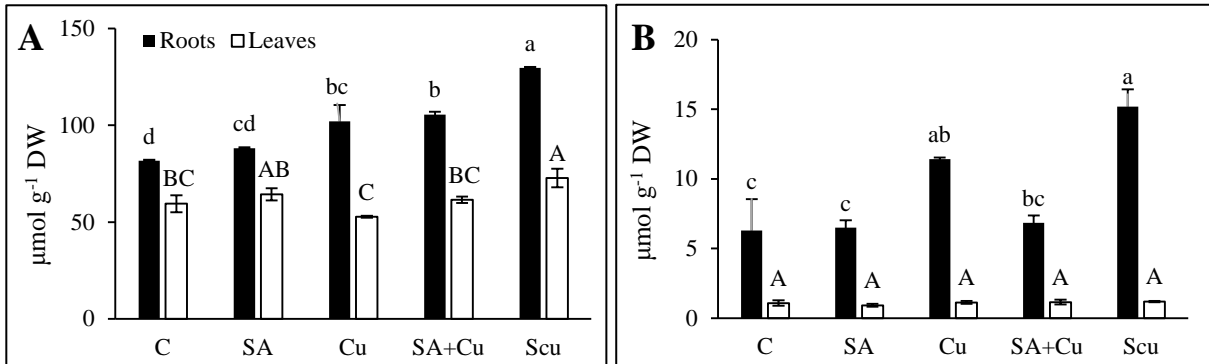 A
Roots Leaves
µmol g⁻¹ DW
150
100
50
0
d
BC
cd
AB
bc
C
b
BC
a
A
C SA Cu SA+Cu Scu
B
µmol g⁻¹ DW
20
15
10
5
0
c
A
c
A
ab
A
bc
A
a
A
C SA Cu SA+Cu Scu